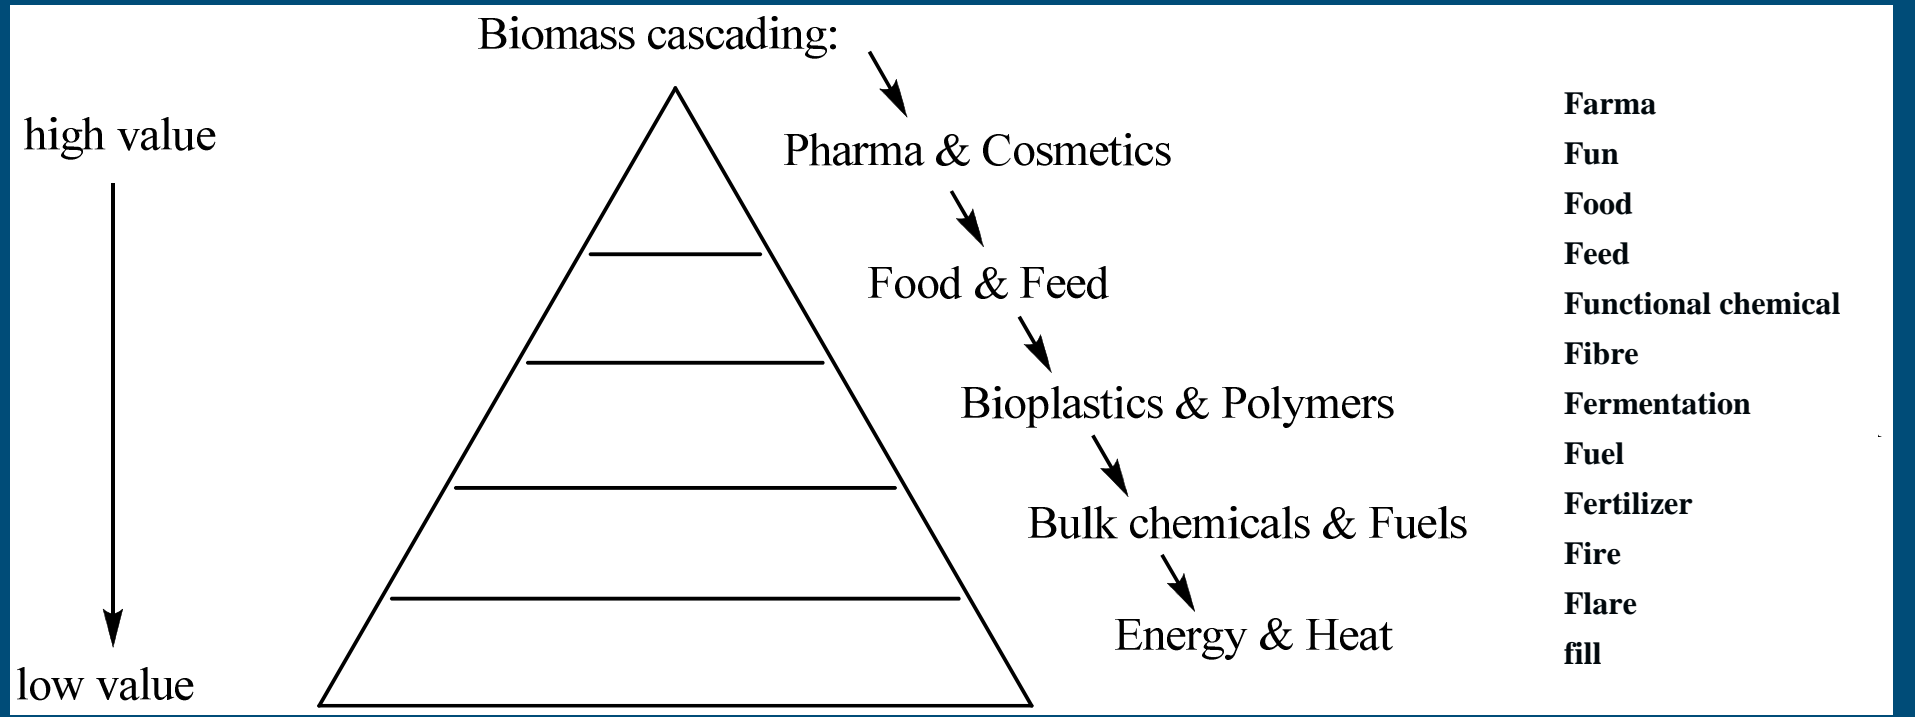 Biomass cascading:
high value
low value
Pharma & Cosmetics
Food & Feed
Bioplastics & Polymers
Bulk chemicals & Fuels
Energy & Heat
Farma
Fun
Food
Feed
Functional chemical
Fibre
Fermentation
Fuel
Fertilizer
Fire
Flare
fill